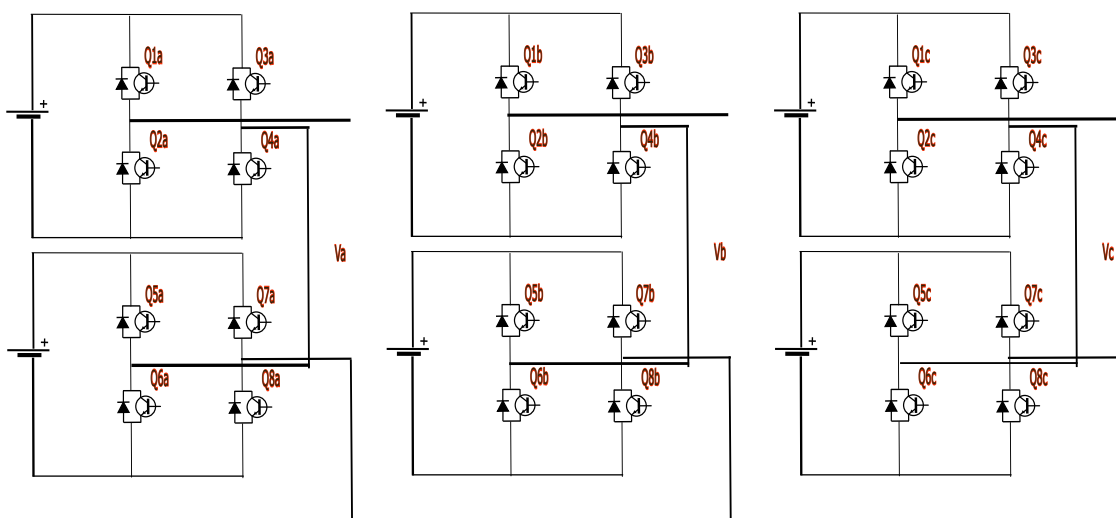 Q1a Q3a Q1b Q3b Q1c Q3c
+ + +
Q2a Q4a Q2b Q4b Q2c Q4c
Va Vb Vc
Q5a Q7a Q5b Q7b Q5c Q7c
+ + +
Q6a Q8a Q6b Q8b Q6c Q8c